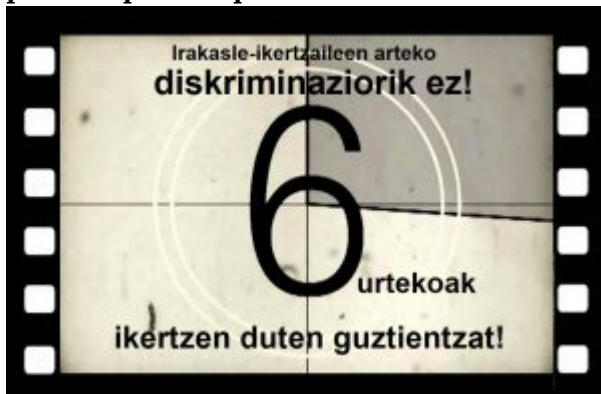 Irakasle-ikertzaileen arteko
diskriminaziorik ez!
6
urtekoak
ikertzen duten guztientzat!